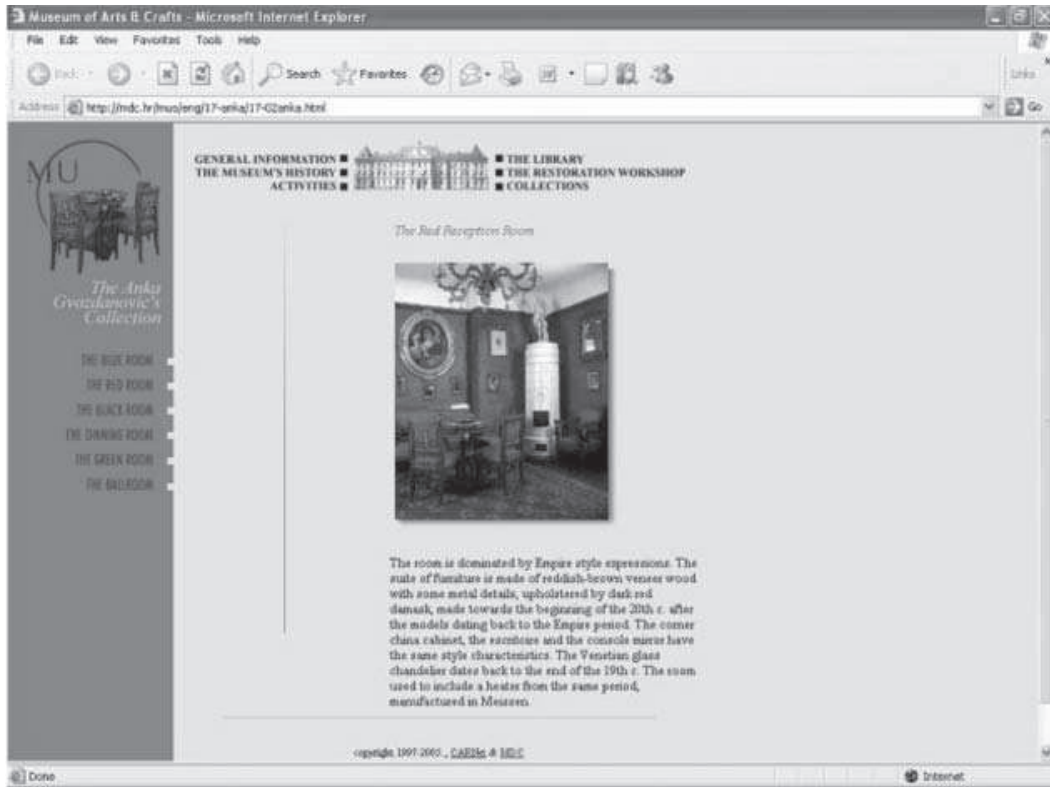 Museum of Arts & Crafts - Microsoft Internet Explorer
File Edit View Favorites Tools Help
Back Search Favorites Links
Address http://mdc.hr/muo/eng/17-anka/17-02anka.html Go
MU
The Anka
Gvozdanovic's
Collection
THE BLUE ROOM
THE RED ROOM
THE BLACK ROOM
THE DINNING ROOM
THE GREEN ROOM
GENERAL INFORMATION
THE MUSEUM'S HISTORY
ACTIVITIES
THE LIBRARY
THE RESTORATION WORKSHOP
COLLECTIONS
The Red Reception Room
The room is dominated by Empire style expressions. The
suite of furniture is made of reddish-brown veneer wood
with some metal details, upholstered by dark red
damask, made towards the beginning of the 20th c. after
the models dating back to the Empire period. The corner
china cabinet, the escritoire and the console mirror have
the same style characteristics. The Venetian glass
chandelier dates back to the end of the 19th c. The room
used to include a heater from the same period,
manufactured in Meissen.
copyright 1997-2005., CARNet & MDC
Done Internet